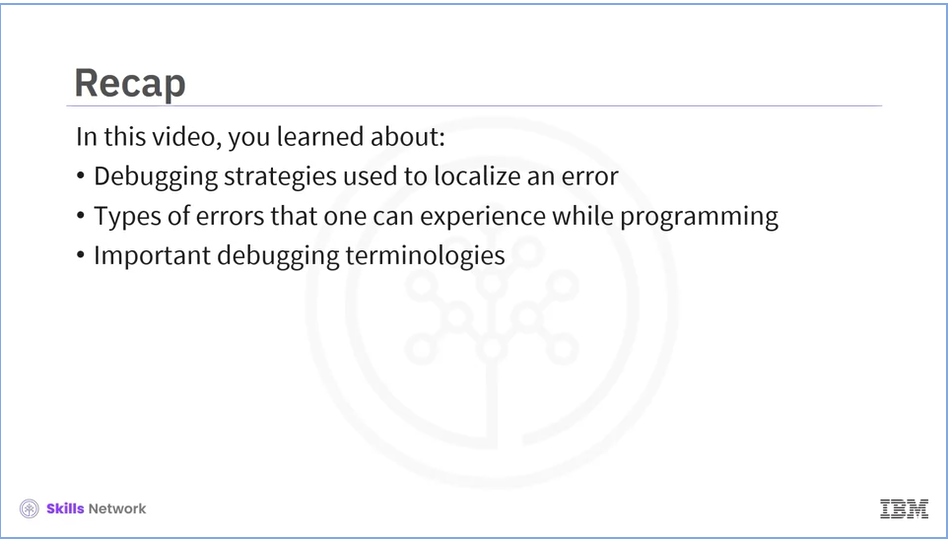 Recap
In this video, you learned about:
• Debugging strategies used to localize an error
• Types of errors that one can experience while programming
• Important debugging terminologies
Skills Network
IBM